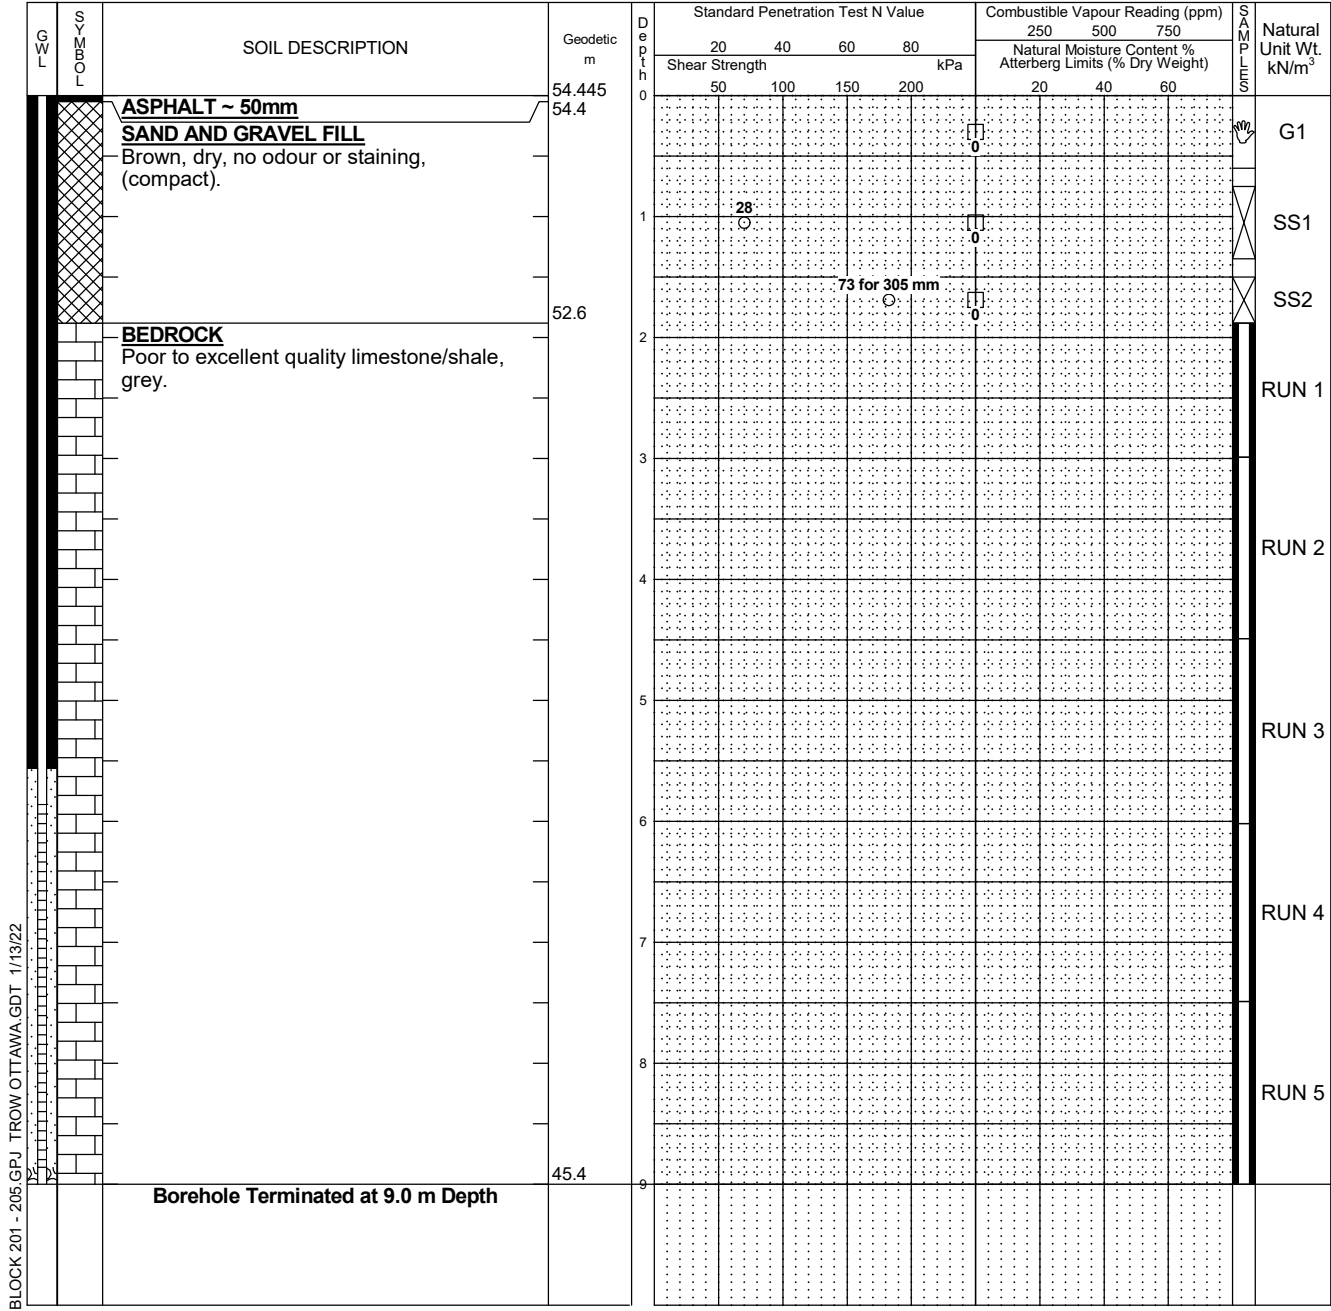 GWL
SYMBOL
SOIL DESCRIPTION
Geodetic
m
54.445
Depth
Standard Penetration Test N Value
20 40 60 80
Shear Strength kPa
50 100 150 200
Combustible Vapour Reading (ppm)
250 500 750
Natural Moisture Content %
Atterberg Limits (% Dry Weight)
20 40 60
SAMPLES
Natural
Unit Wt.
kN/m³
0
ASPHALT ~ 50mm
54.4
SAND AND GRAVEL FILL
Brown, dry, no odour or staining,
(compact).
0
G1
1
28
0
SS1
73 for 305 mm
0
SS2
52.6
BEDROCK
Poor to excellent quality limestone/shale,
grey.
2
RUN 1
3
RUN 2
4
5
RUN 3
6
RUN 4
7
8
RUN 5
45.4
9
Borehole Terminated at 9.0 m Depth
BLOCK 201 - 205.GPJ TROW OTTAWA.GDT 1/13/22